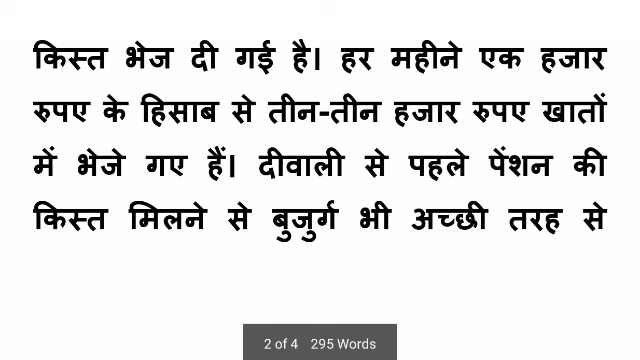 किस्त भेज दी गई है। हर महीने एक हजार
रुपए के हिसाब से तीन-तीन हजार रुपए खातों
में भेजे गए हैं। दीवाली से पहले पेंशन की
किस्त मिलने से बुजुर्ग भी अच्छी तरह से
2 of 4 295 Words